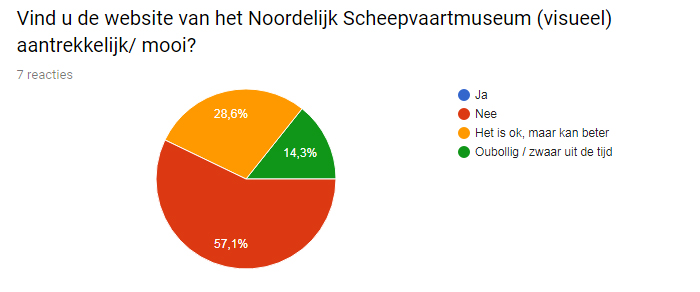 Vind u de website van het Noordelijk Scheepvaartmuseum (visueel)
aantrekkelijk/ mooi?
7 reacties
28,6%
14,3%
57,1%
Ja
Nee
Het is ok, maar kan beter
Oubollig / zwaar uit de tijd